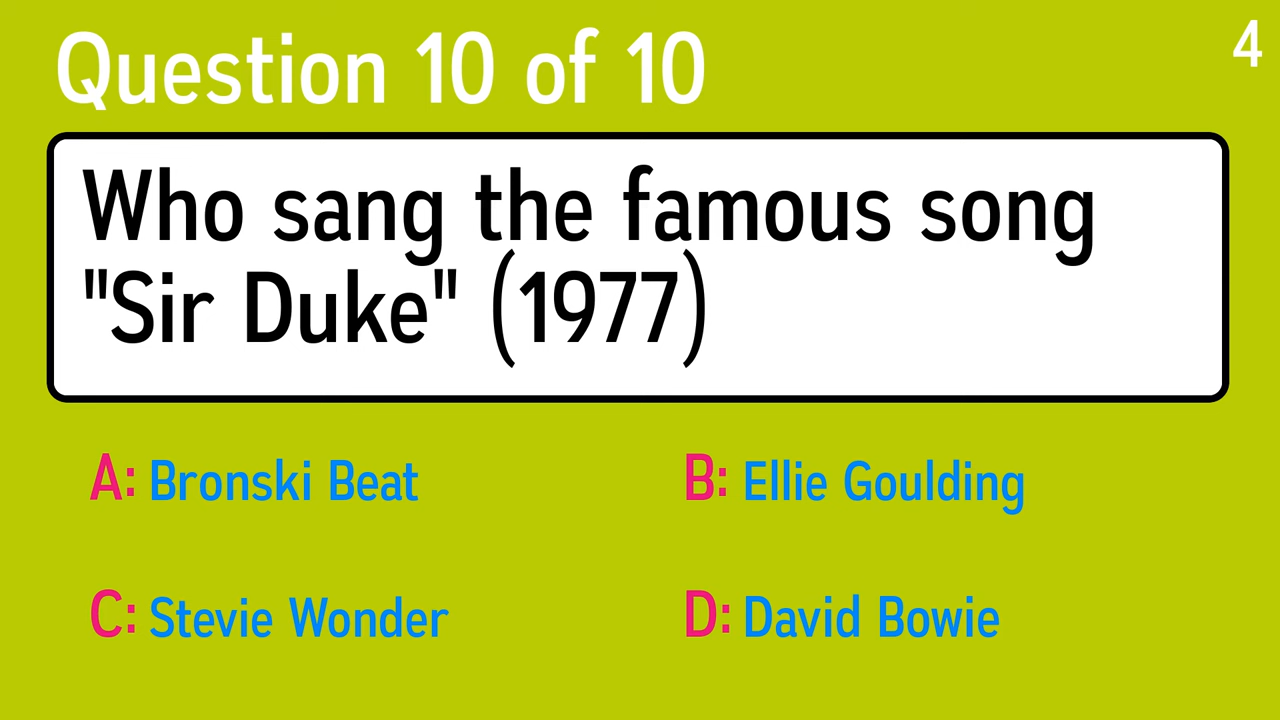 Question 10 of 10
4
Who sang the famous song
"Sir Duke" (1977)
A: Bronski Beat
B: Ellie Goulding
C: Stevie Wonder
D: David Bowie